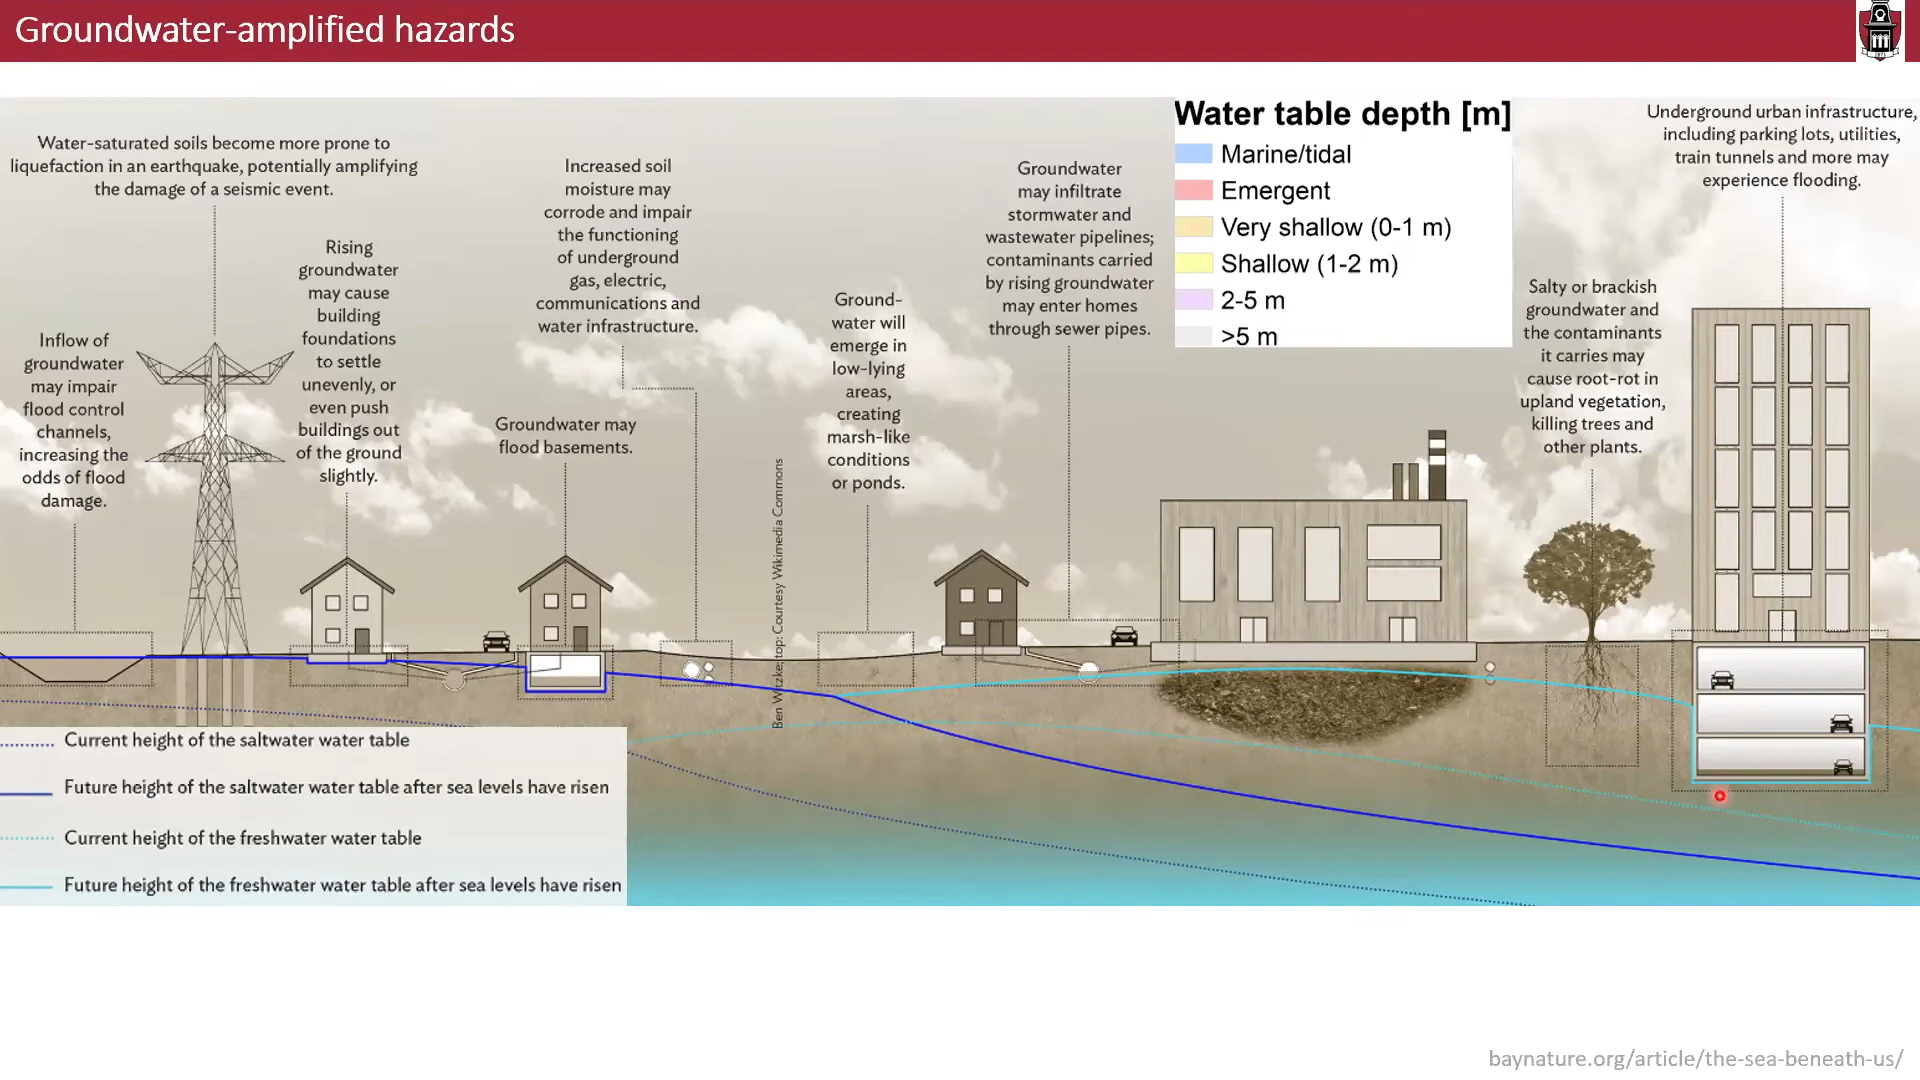 Groundwater-amplified hazards
Water-saturated soils become more prone to
liquefaction in an earthquake, potentially amplifying
the damage of a seismic event.
Inflow of
groundwater
may impair
flood control
channels,
increasing the
odds of flood
damage.
Rising
groundwater
may cause
building
foundations
to settle
unevenly, or
even push
buildings out
of the ground
slightly.
Groundwater may
flood basements.
Increased soil
moisture may
corrode and impair
the functioning
of underground
gas, electric,
communications and
water infrastructure.
Ben Witzke; top: Courtesy Wikimedia Commons
Ground-
water will
emerge in
low-lying
areas,
creating
marsh-like
conditions
or ponds.
Groundwater
may infiltrate
stormwater and
wastewater pipelines;
contaminants carried
by rising groundwater
may enter homes
through sewer pipes.
Water table depth [m]
Marine/tidal
Emergent
Very shallow (0-1 m)
Shallow (1-2 m)
2-5 m
>5 m
Salty or brackish
groundwater and
the contaminants
it carries may
cause root-rot in
upland vegetation,
killing trees and
other plants.
Underground urban infrastructure,
including parking lots, utilities,
train tunnels and more may
experience flooding.
Current height of the saltwater water table
Future height of the saltwater water table after sea levels have risen
Current height of the freshwater water table
Future height of the freshwater water table after sea levels have risen
baynature.org/article/the-sea-beneath-us/